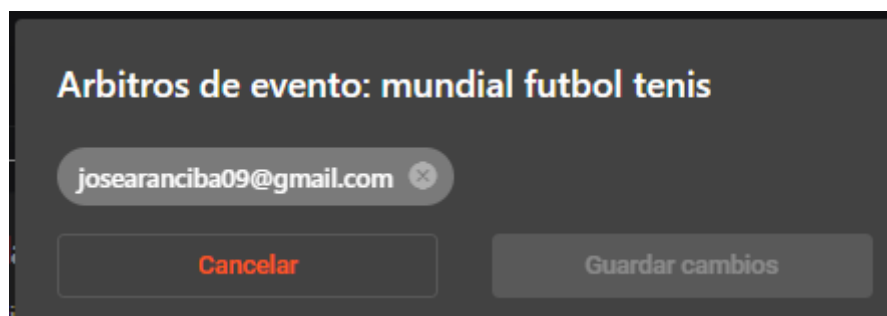 Arbitros de evento: mundial futbol tenis
josearanciba09@gmail.com
Cancelar
Guardar cambios